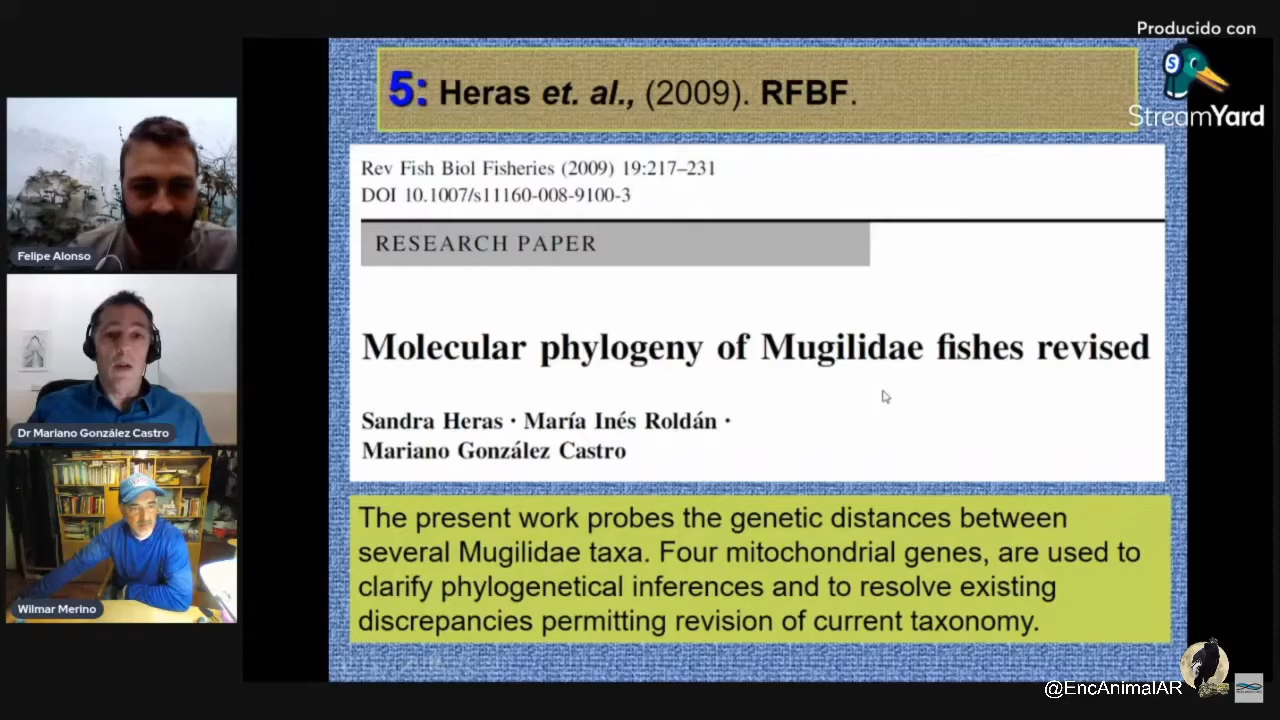 Producido con
StreamYard
5: Heras et. al., (2009). RFBF.
Rev Fish Biol Fisheries (2009) 19:217–231
DOI 10.1007/s11160-008-9100-3
RESEARCH PAPER
Molecular phylogeny of Mugilidae fishes revised
Sandra Heras · María Inés Roldán ·
Mariano González Castro
The present work probes the genetic distances between
several Mugilidae taxa. Four mitochondrial genes, are used to
clarify phylogenetical inferences and to resolve existing
discrepancies permitting revision of current taxonomy.
Felipe Alonso
Dr Mariano González Castro
Wilmar Merino
@EncAnimalAR